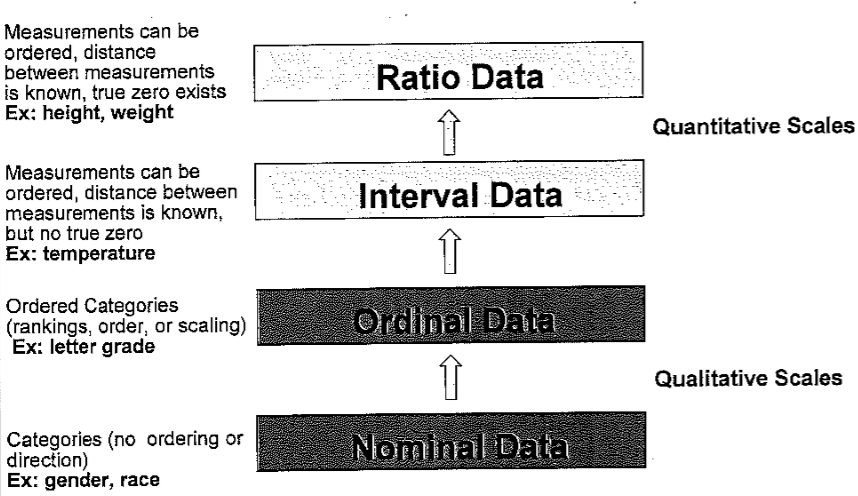 Measurements can be
ordered, distance
between measurements
is known, true zero exists
Ex: height, weight
Ratio Data
Quantitative Scales
Measurements can be
ordered, distance between
measurements is known,
but no true zero
Ex: temperature
Interval Data
Ordered Categories
(rankings, order, or scaling)
Ex: letter grade
Ordinal Data
Qualitative Scales
Categories (no ordering or
direction)
Ex: gender, race
Nominal Data